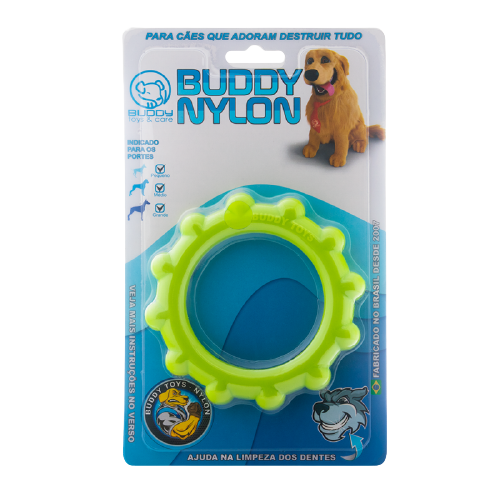 PARA CÃES QUE ADORAM DESTRUIR TUDO
BUDDY
NYLON
BUDDY
toys & care
INDICADO
PARA OS
PORTES
Pequeno
Médio
Grande
BUDDY TOYS
VEJA MAIS INSTRUÇÕES NO VERSO
FABRICADO NO BRASIL DESDE 2007
BUDDY TOYS - NYLON
AJUDA NA LIMPEZA DOS DENTES